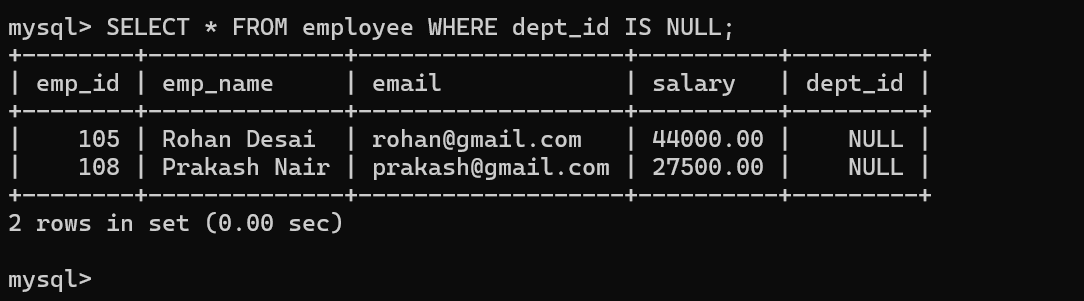 mysql> SELECT * FROM employee WHERE dept_id IS NULL;
+--------+--------------+-------------------+----------+---------+
| emp_id | emp_name     | email             | salary   | dept_id |
+--------+--------------+-------------------+----------+---------+
|    105 | Rohan Desai  | rohan@gmail.com   | 44000.00 |    NULL |
|    108 | Prakash Nair | prakash@gmail.com | 27500.00 |    NULL |
+--------+--------------+-------------------+----------+---------+
2 rows in set (0.00 sec)
mysql>